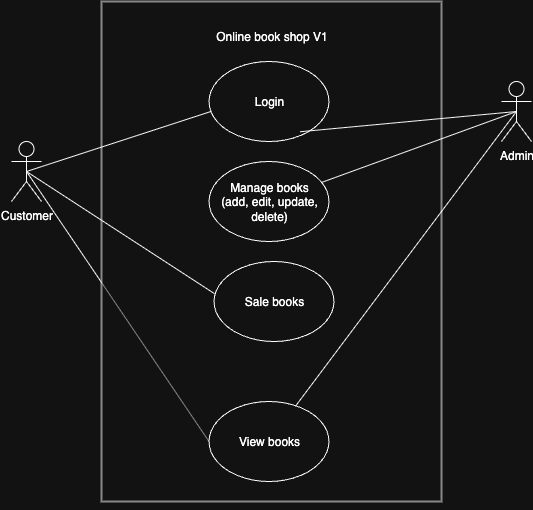 Online book shop V1
Login
Admin
Manage books
(add, edit, update,
delete)
Customer
Sale books
View books